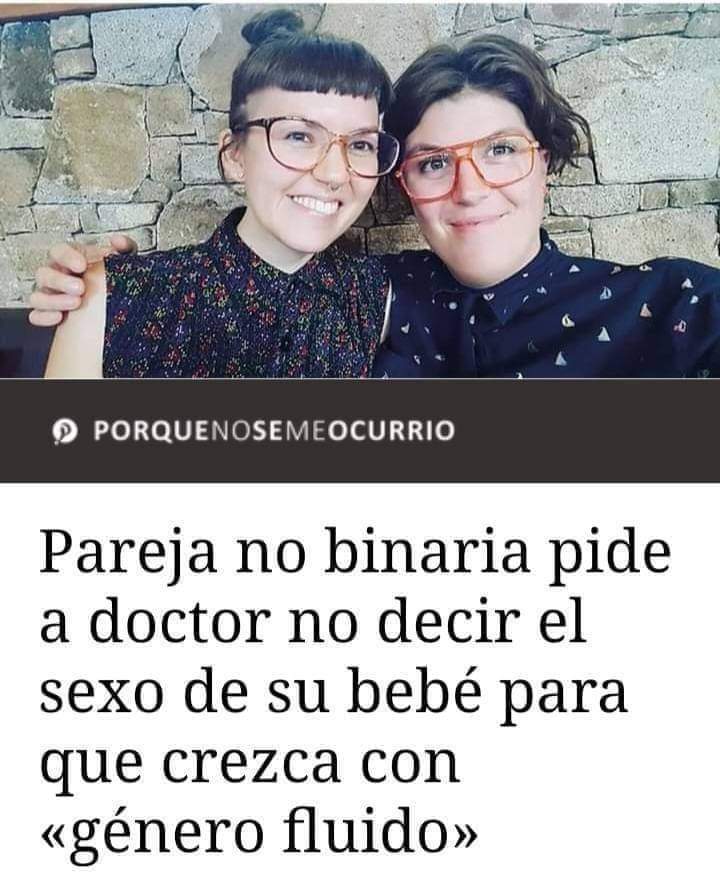 PORQUENOSEMEOCURRIO
Pareja no binaria pide
a doctor no decir el
sexo de su bebé para
que crezca con
«género fluido»